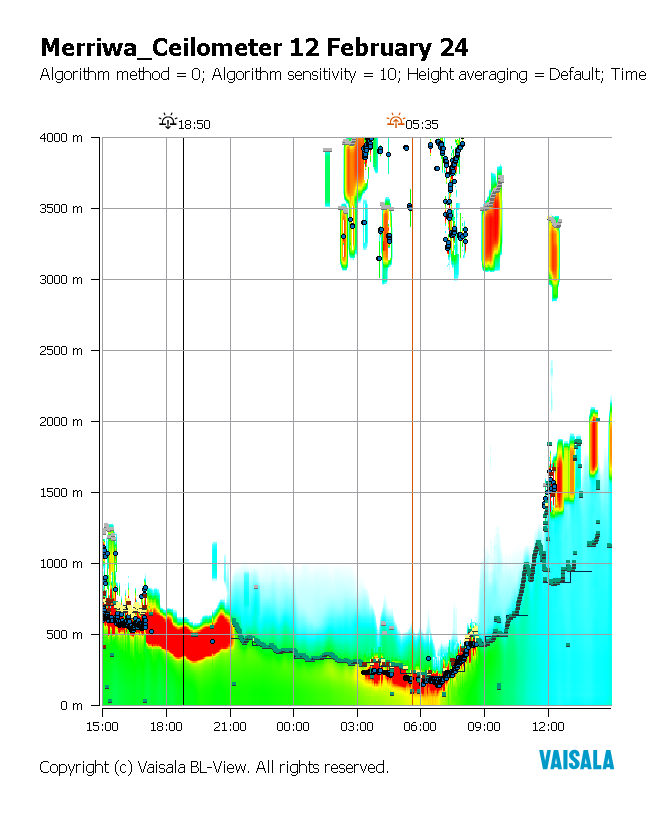 Merriwa_Ceilometer 12 February 24
Algorithm method = 0; Algorithm sensitivity = 10; Height averaging = Default; Time
18:50 05:35
4000 m
3500 m
3000 m
2500 m
2000 m
1500 m
1000 m
500 m
0 m
15:00 18:00 21:00 00:00 03:00 06:00 09:00 12:00
VAISALA
Copyright (c) Vaisala BL-View. All rights reserved.